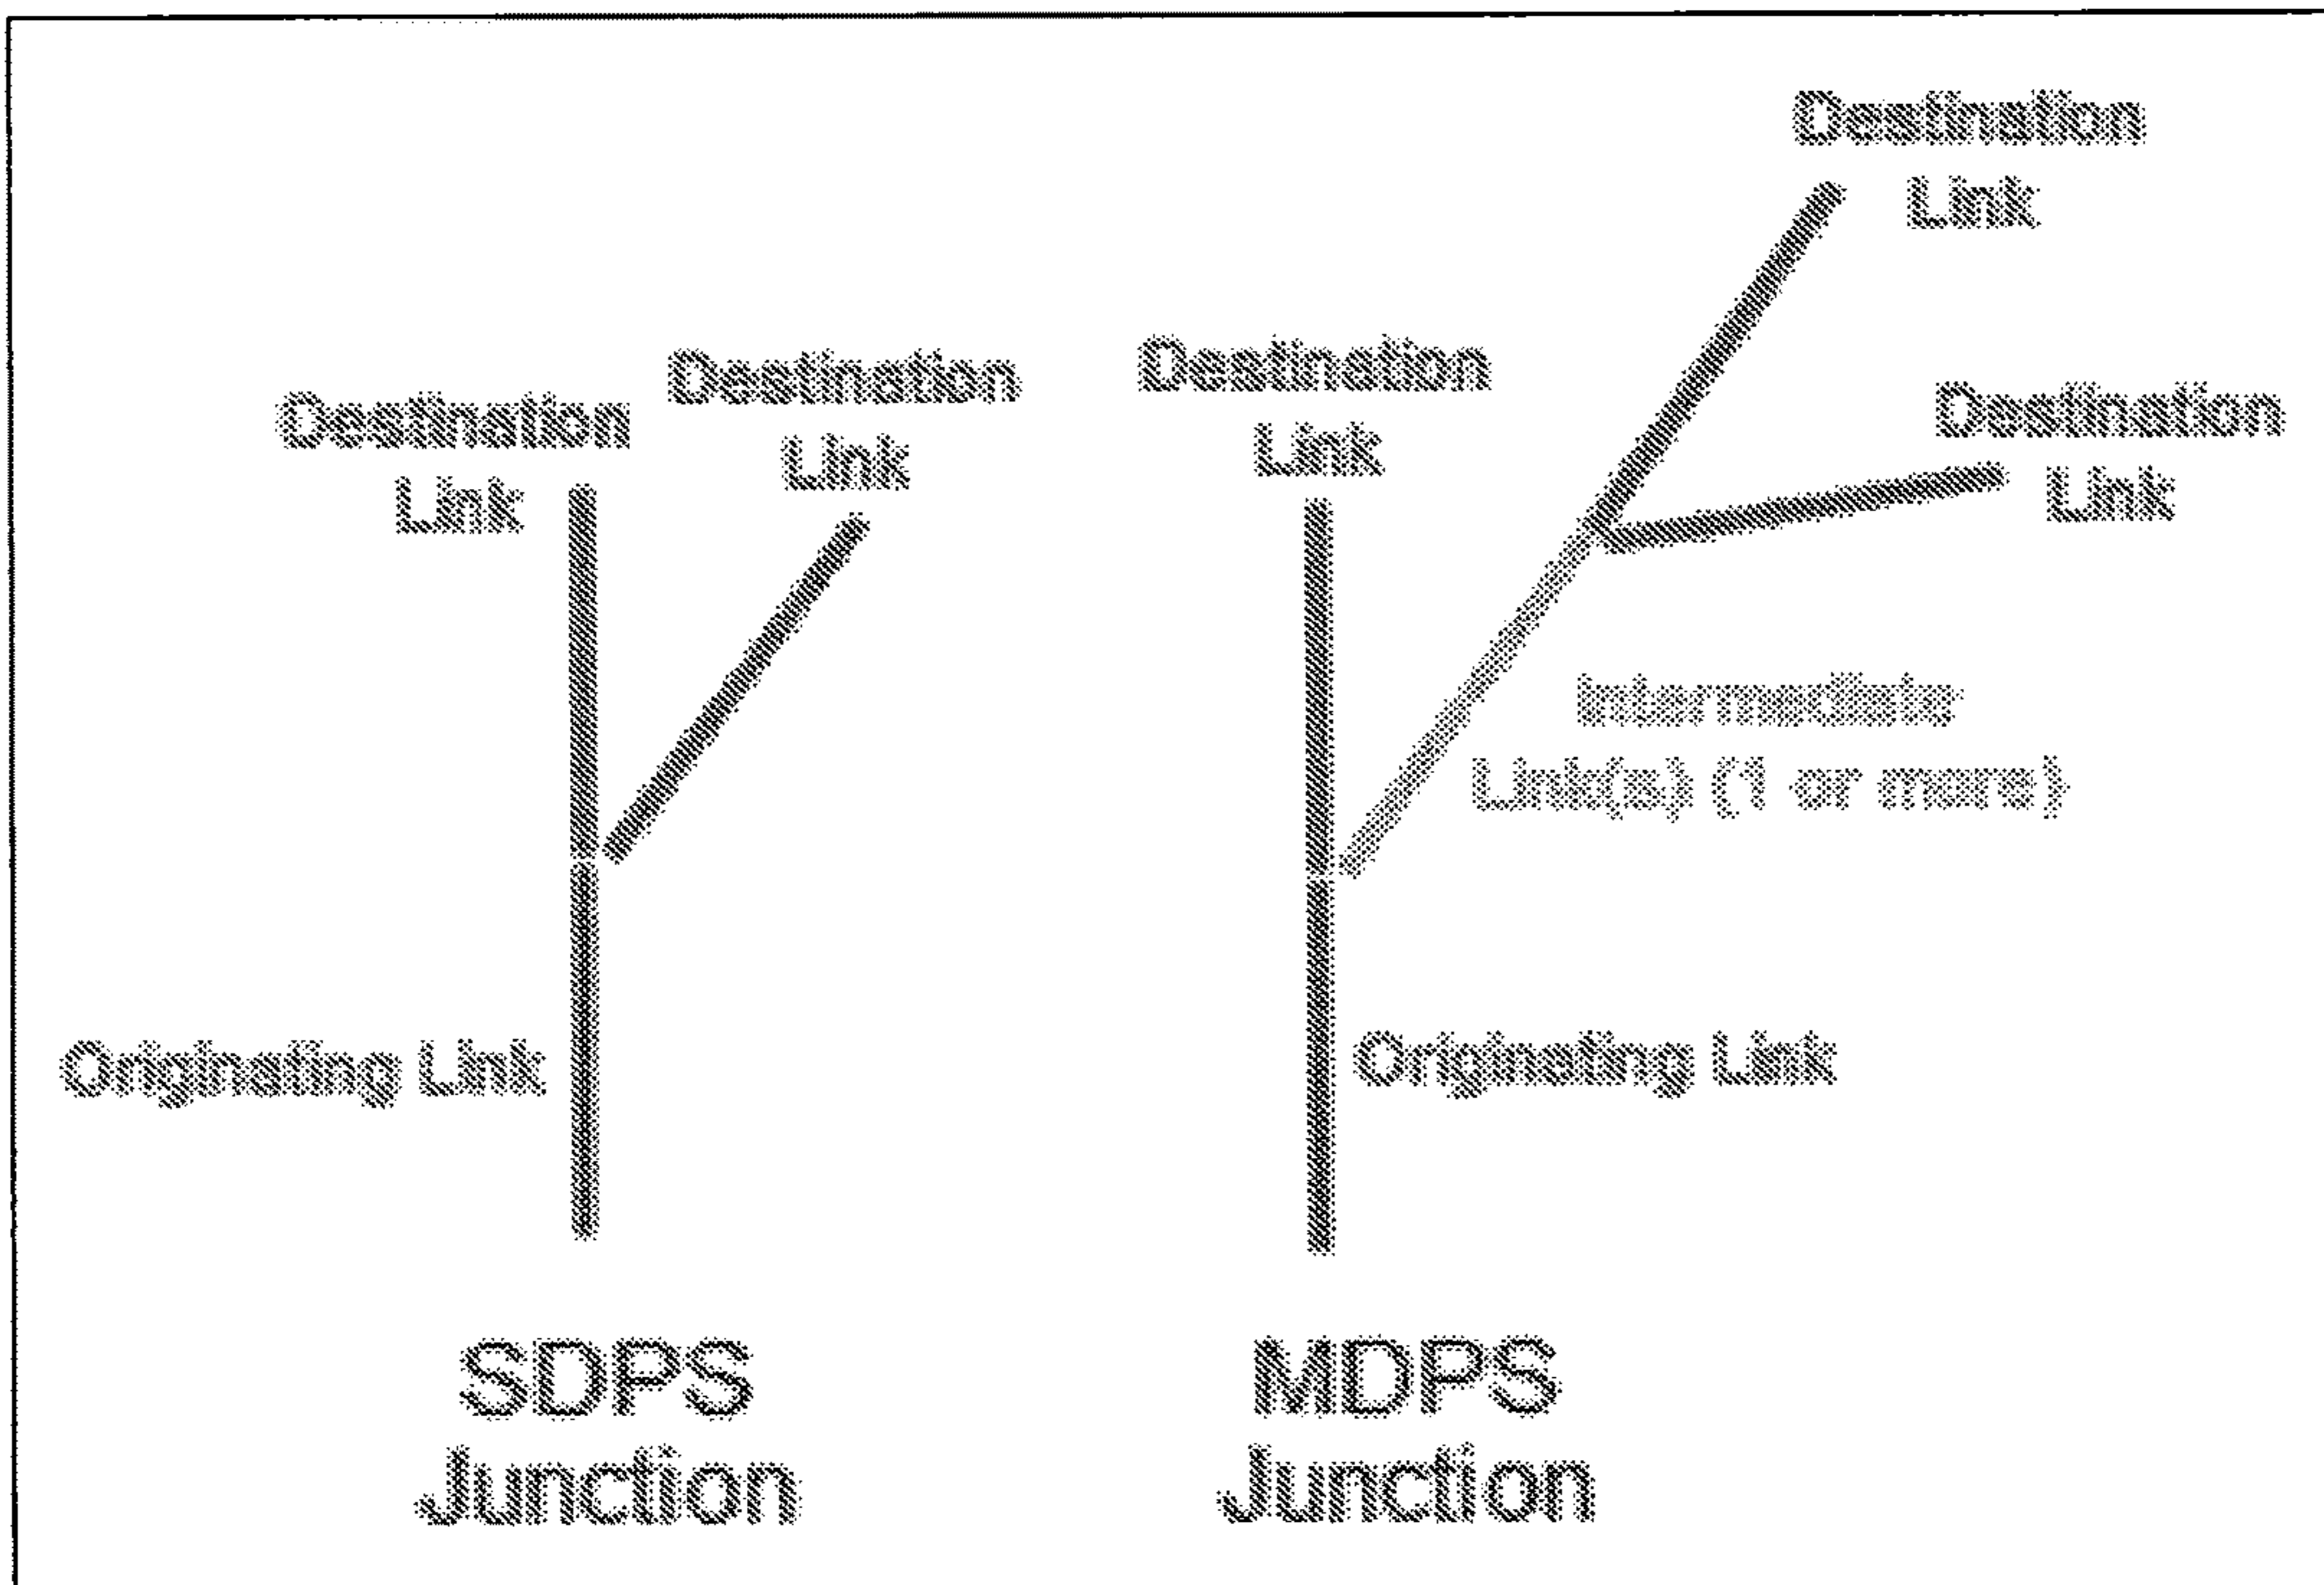 Destination
Link
Destination
Link
Originating Link
SDPS
Junction
Destination
Link
Destination
Link
Destination
Link
Intermediate
Link(s) (1 or more)
Originating Link
MDPS
Junction